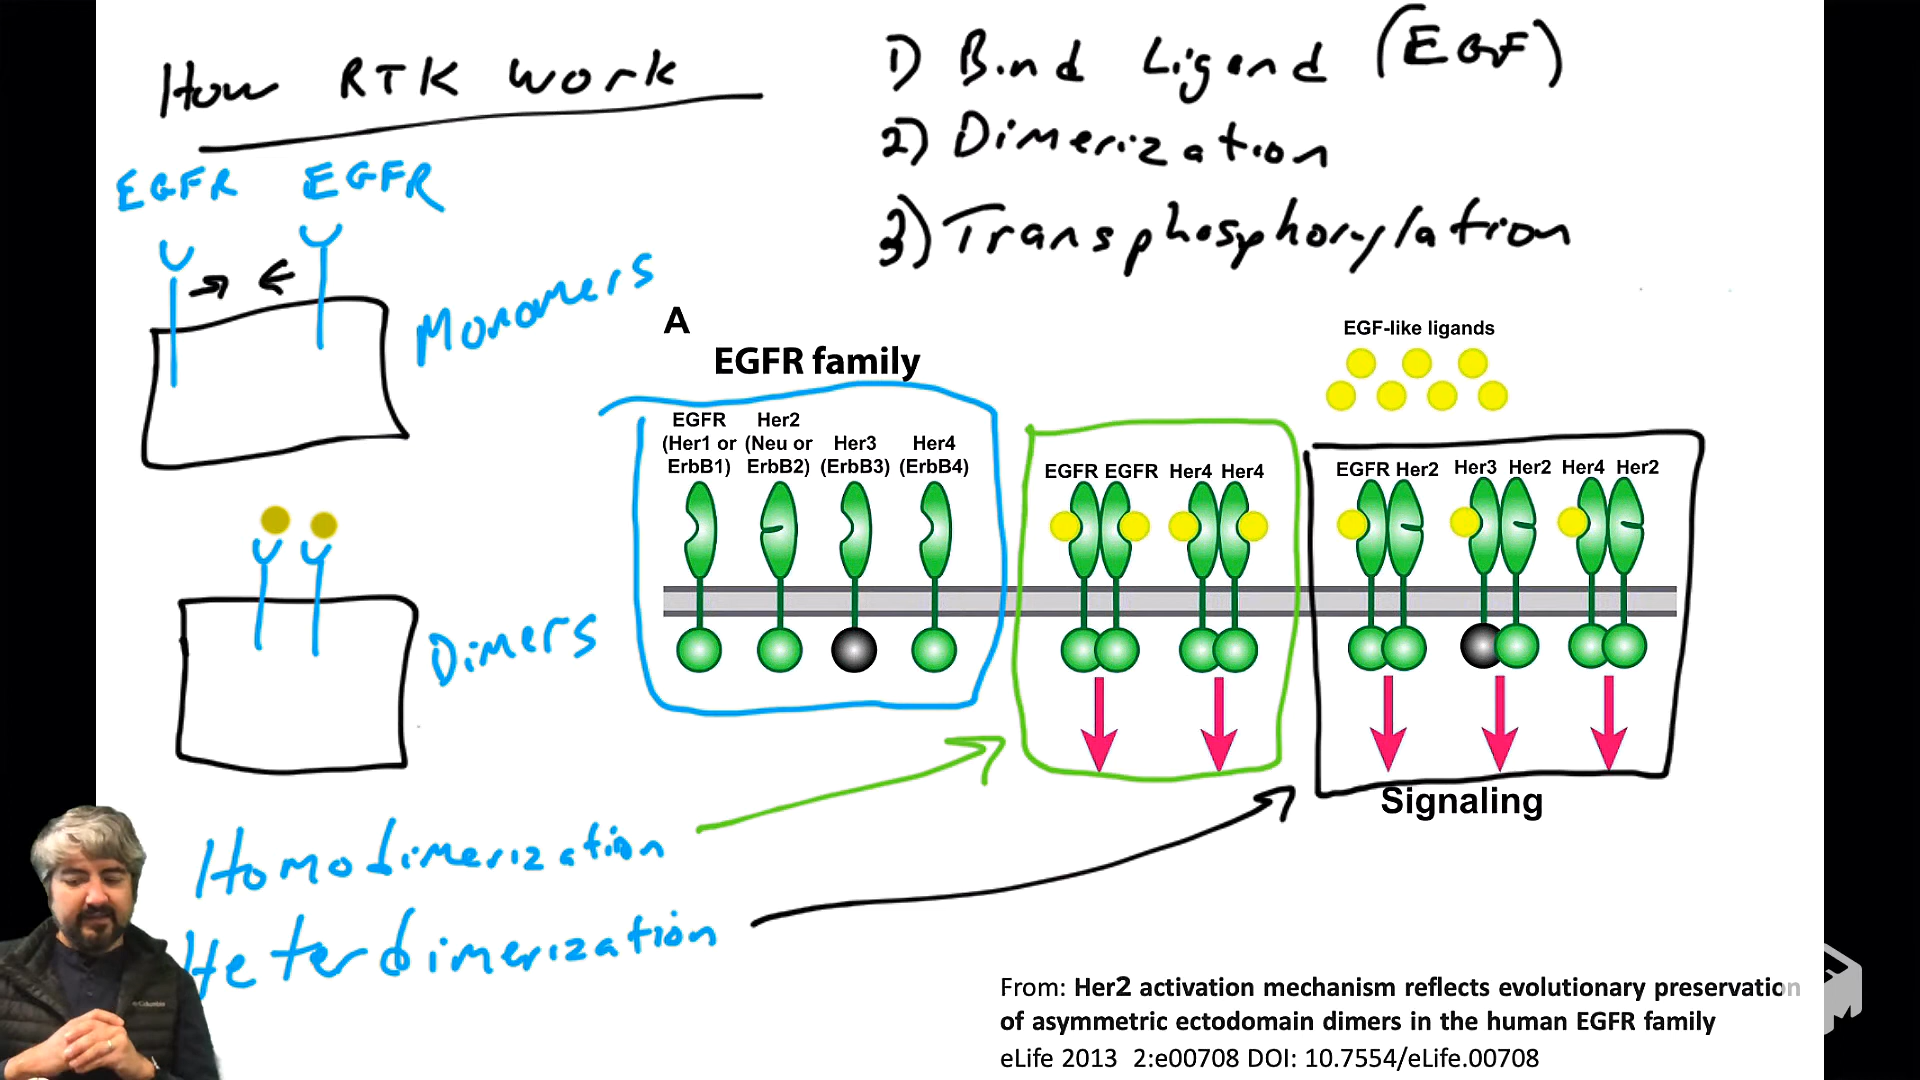 How RTK work
1) Bind Ligand (EGF)
2) Dimerization
3) Transphosphorylation
EGFR EGFR
Monomers
A
EGFR family
EGF-like ligands
EGFR
(Her1 or
ErbB1)
Her2
(Neu or
ErbB2)
Her3
(ErbB3)
Her4
(ErbB4)
EGFR EGFR Her4 Her4
EGFR Her2 Her3 Her2 Her4 Her2
Dimers
Signaling
Homodimerization
Heterdimerization
From: Her2 activation mechanism reflects evolutionary preservation
of asymmetric ectodomain dimers in the human EGFR family
eLife 2013 2:e00708 DOI: 10.7554/eLife.00708
Columbia